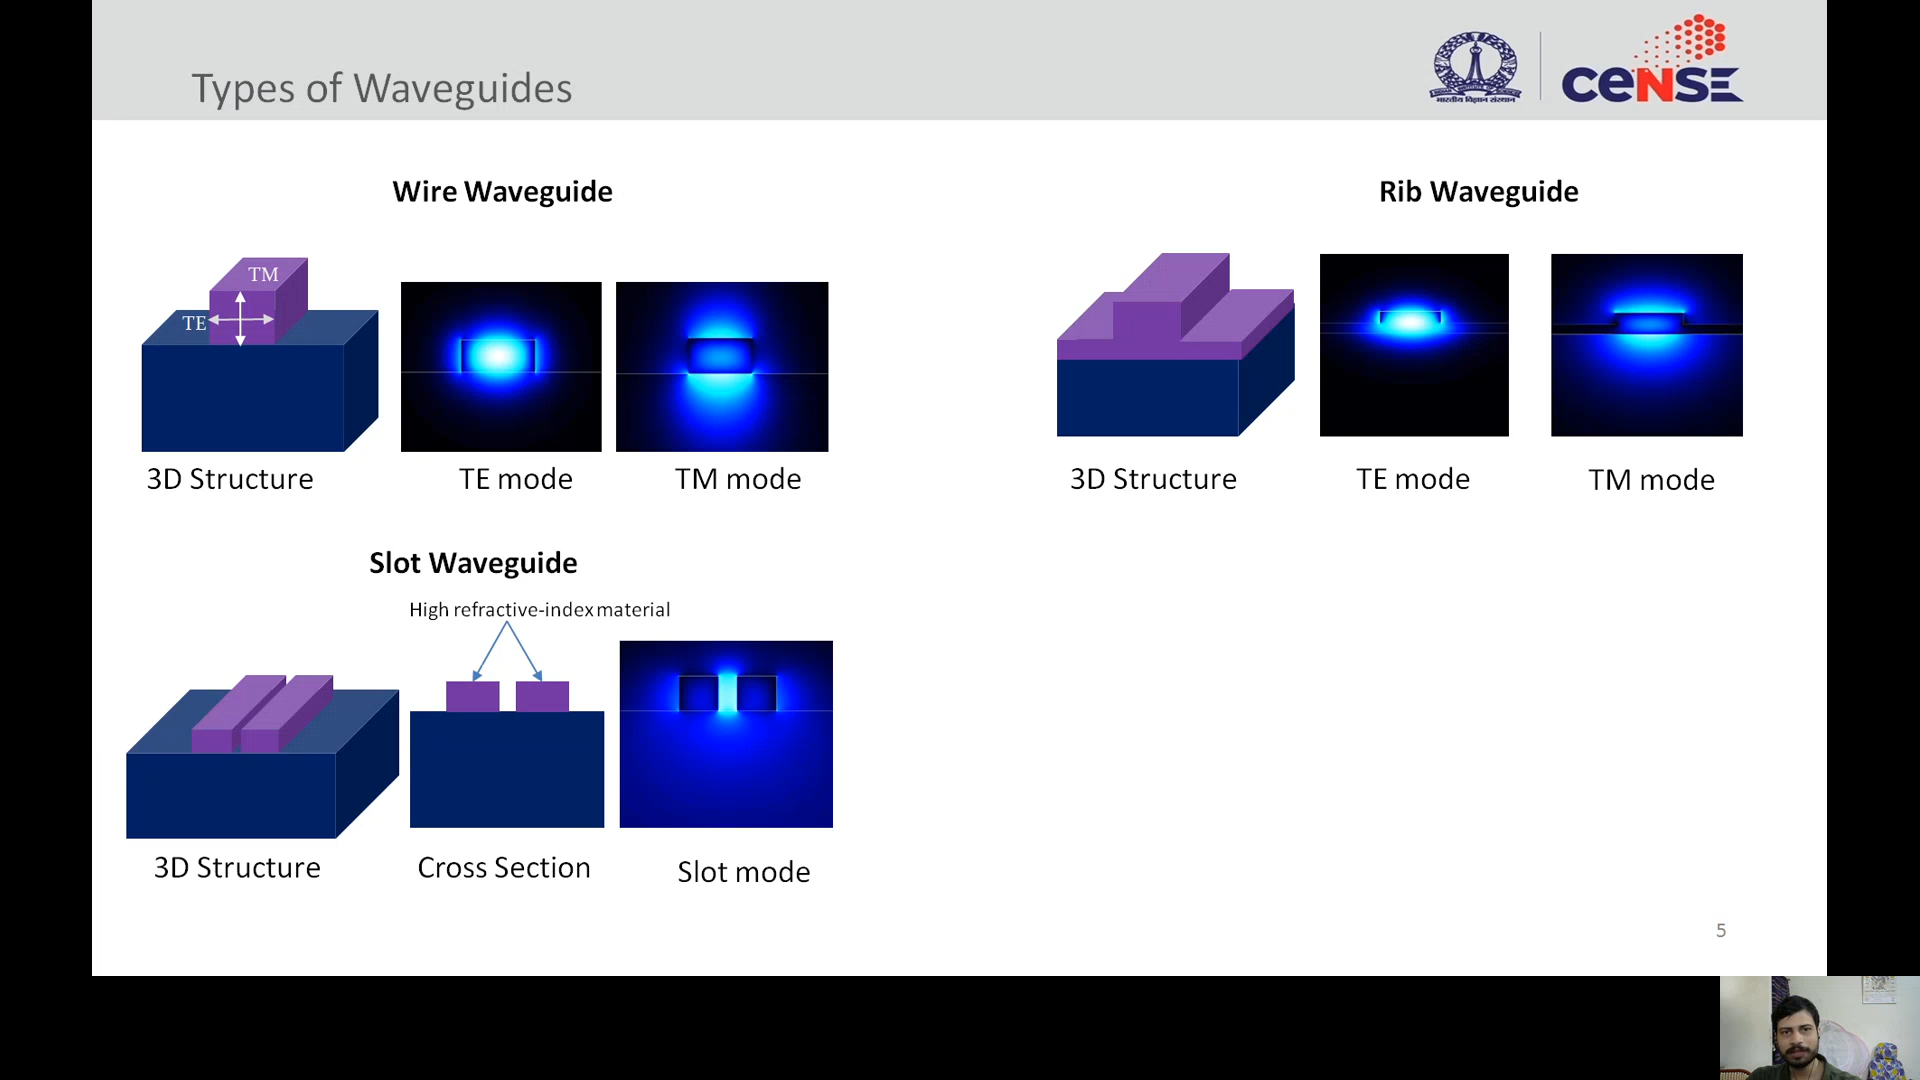 Types of Waveguides
भारतीय विज्ञान संस्थान
ceNSE
Wire Waveguide
TM
TE
3D Structure
TE mode
TM mode
Rib Waveguide
3D Structure
TE mode
TM mode
Slot Waveguide
High refractive-index material
3D Structure
Cross Section
Slot mode
5